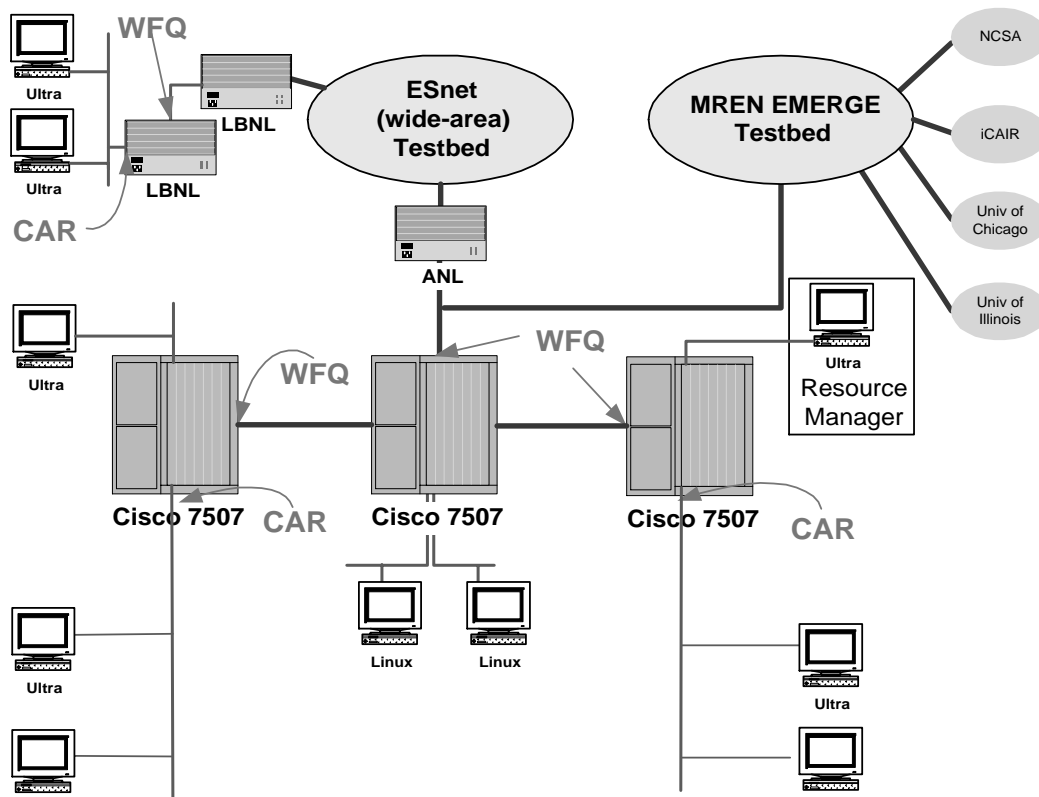 WFQ
NCSA
Ultra
LBNL
ESnet
(wide-area)
Testbed
MREN EMERGE
Testbed
iCAIR
Ultra
LBNL
CAR
Univ of
Chicago
ANL
Univ of
Illinois
Ultra
WFQ
WFQ
Ultra
Resource
Manager
Cisco 7507
CAR
Cisco 7507
Cisco 7507
CAR
Linux
Linux
Ultra
Ultra